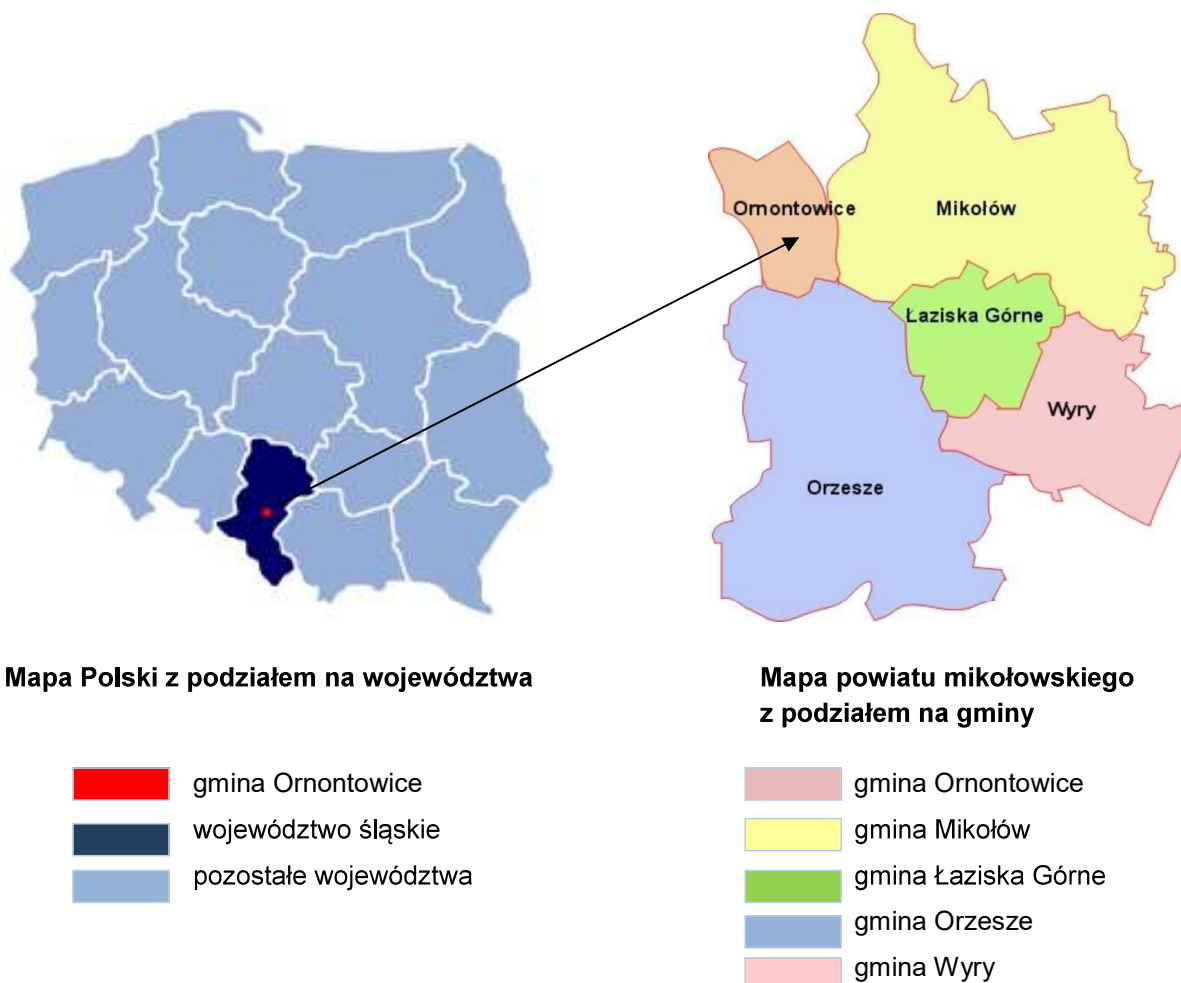 Ornontowice
Mikołów
Łaziska Górne
Wyry
Orzesze
Mapa Polski z podziałem na województwa
gmina Ornontowice
województwo śląskie
pozostałe województwa
Mapa powiatu mikołowskiego
z podziałem na gminy
gmina Ornontowice
gmina Mikołów
gmina Łaziska Górne
gmina Orzesze
gmina Wyry